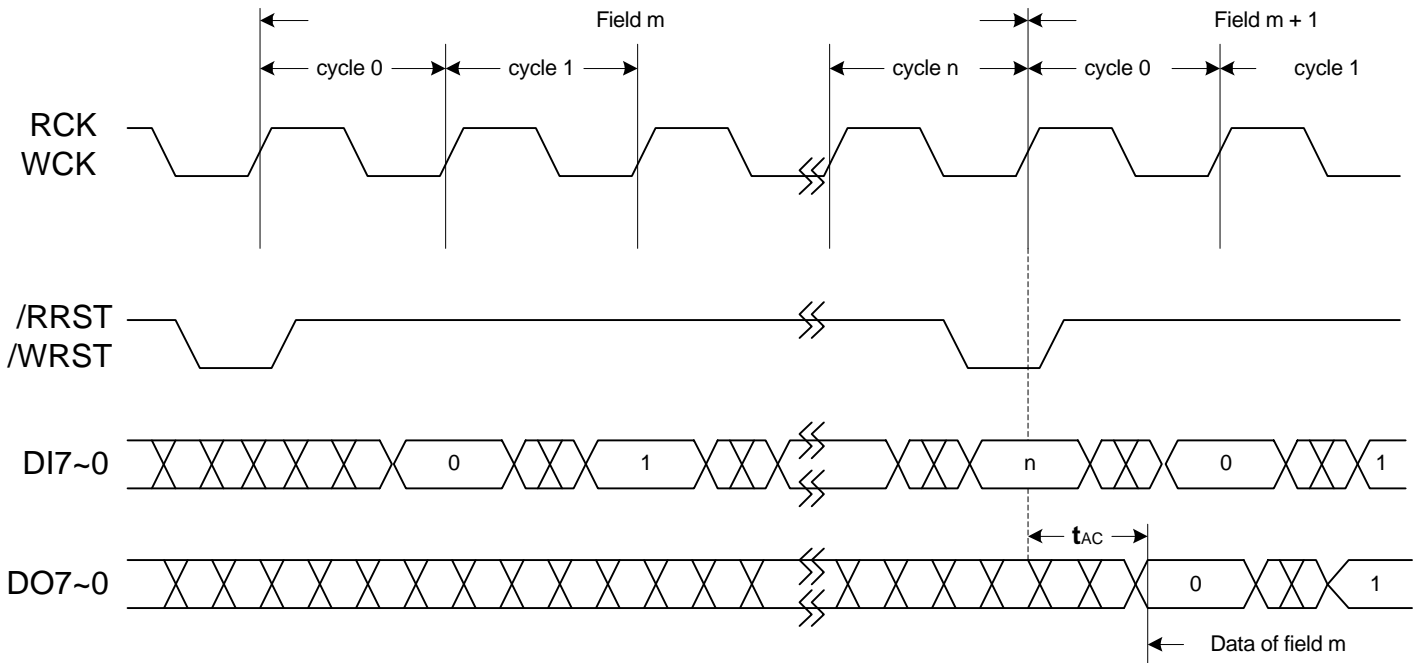 Field m
Field m + 1
cycle 0
cycle 1
cycle n
cycle 0
cycle 1
RCK
WCK
/RRST
/WRST
DI7~0
0
1
n
0
1
tAC
DO7~0
0
1
Data of field m